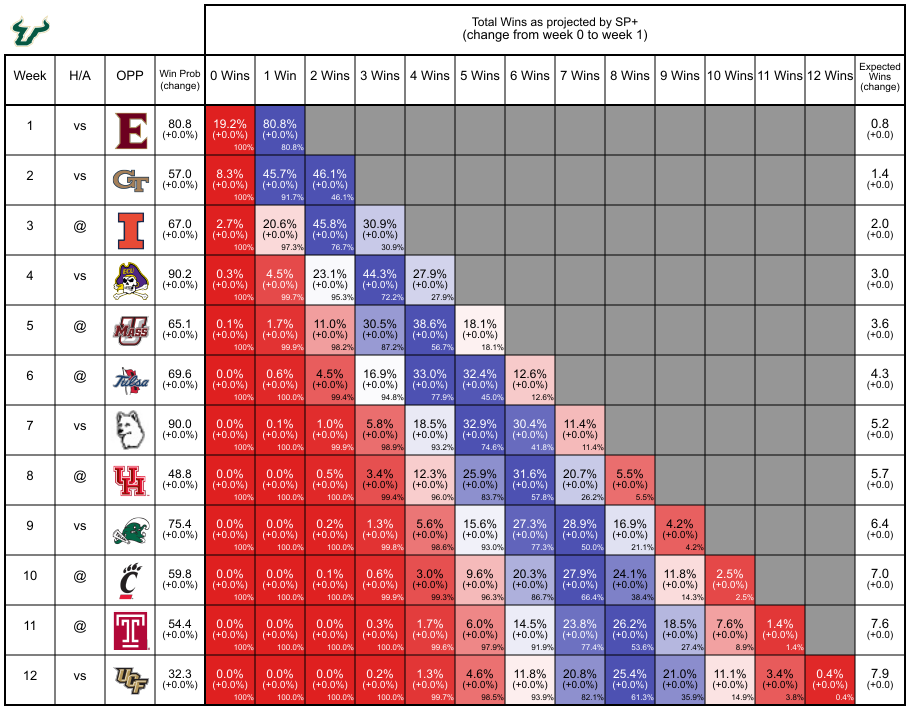 Total Wins as projected by SP+
(change from week 0 to week 1)
Week H/A OPP Win Prob (change) 0 Wins 1 Win 2 Wins 3 Wins 4 Wins 5 Wins 6 Wins 7 Wins 8 Wins 9 Wins 10 Wins 11 Wins 12 Wins Expected Wins (change)
1 vs E 80.8 19.2% 80.8% 0.8
(+0.0%) (+0.0%) (+0.0%) (+0.0)
100% 80.8%
2 vs GT 57.0 8.3% 45.7% 46.1% 1.4
(+0.0%) (+0.0%) (+0.0%) (+0.0%) (+0.0)
100% 91.7% 46.1%
3 @ I 67.0 2.7% 20.6% 45.8% 30.9% 2.0
(+0.0%) (+0.0%) (+0.0%) (+0.0%) (+0.0%) (+0.0)
100% 97.3% 76.7% 30.9%
4 vs ECU 90.2 0.3% 4.5% 23.1% 44.3% 27.9% 3.0
(+0.0%) (+0.0%) (+0.0%) (+0.0%) (+0.0%) (+0.0%) (+0.0)
100% 99.7% 95.3% 72.2% 27.9%
5 @ UMASS 65.1 0.1% 1.7% 11.0% 30.5% 38.6% 18.1% 3.6
(+0.0%) (+0.0%) (+0.0%) (+0.0%) (+0.0%) (+0.0%) (+0.0%) (+0.0)
100% 99.9% 98.2% 87.2% 56.7% 18.1%
6 @ Tulsa 69.6 0.0% 0.6% 4.5% 16.9% 33.0% 32.4% 12.6% 4.3
(+0.0%) (+0.0%) (+0.0%) (+0.0%) (+0.0%) (+0.0%) (+0.0%) (+0.0%) (+0.0)
100% 100.0% 99.4% 94.8% 77.9% 45.0% 12.6%
7 vs 90.0 0.0% 0.1% 1.0% 5.8% 18.5% 32.9% 30.4% 11.4% 5.2
(+0.0%) (+0.0%) (+0.0%) (+0.0%) (+0.0%) (+0.0%) (+0.0%) (+0.0%) (+0.0%) (+0.0)
100% 100.0% 99.9% 98.9% 93.2% 74.6% 41.8% 11.4%
8 @ UH 48.8 0.0% 0.0% 0.5% 3.4% 12.3% 25.9% 31.6% 20.7% 5.5% 5.7
(+0.0%) (+0.0%) (+0.0%) (+0.0%) (+0.0%) (+0.0%) (+0.0%) (+0.0%) (+0.0%) (+0.0%) (+0.0)
100% 100.0% 100.0% 99.4% 96.0% 83.7% 57.8% 26.2% 5.5%
9 vs 75.4 0.0% 0.0% 0.2% 1.3% 5.6% 15.6% 27.3% 28.9% 16.9% 4.2% 6.4
(+0.0%) (+0.0%) (+0.0%) (+0.0%) (+0.0%) (+0.0%) (+0.0%) (+0.0%) (+0.0%) (+0.0%) (+0.0%) (+0.0)
100% 100.0% 100.0% 99.8% 98.6% 93.0% 77.3% 50.0% 21.1% 4.2%
10 @ C 59.8 0.0% 0.0% 0.1% 0.6% 3.0% 9.6% 20.3% 27.9% 24.1% 11.8% 2.5% 7.0
(+0.0%) (+0.0%) (+0.0%) (+0.0%) (+0.0%) (+0.0%) (+0.0%) (+0.0%) (+0.0%) (+0.0%) (+0.0%) (+0.0%) (+0.0)
100% 100.0% 100.0% 99.9% 99.3% 96.3% 86.7% 66.4% 38.4% 14.3% 2.5%
11 @ T 54.4 0.0% 0.0% 0.0% 0.3% 1.7% 6.0% 14.5% 23.8% 26.2% 18.5% 7.6% 1.4% 7.6
(+0.0%) (+0.0%) (+0.0%) (+0.0%) (+0.0%) (+0.0%) (+0.0%) (+0.0%) (+0.0%) (+0.0%) (+0.0%) (+0.0%) (+0.0%) (+0.0)
100% 100.0% 100.0% 100.0% 99.6% 97.9% 91.9% 77.4% 53.6% 27.4% 8.9% 1.4%
12 vs UCF 32.3 0.0% 0.0% 0.0% 0.2% 1.3% 4.6% 11.8% 20.8% 25.4% 21.0% 11.1% 3.4% 0.4% 7.9
(+0.0%) (+0.0%) (+0.0%) (+0.0%) (+0.0%) (+0.0%) (+0.0%) (+0.0%) (+0.0%) (+0.0%) (+0.0%) (+0.0%) (+0.0%) (+0.0%) (+0.0)
100% 100.0% 100.0% 100.0% 99.7% 98.5% 93.9% 82.1% 61.3% 35.9% 14.9% 3.8% 0.4%